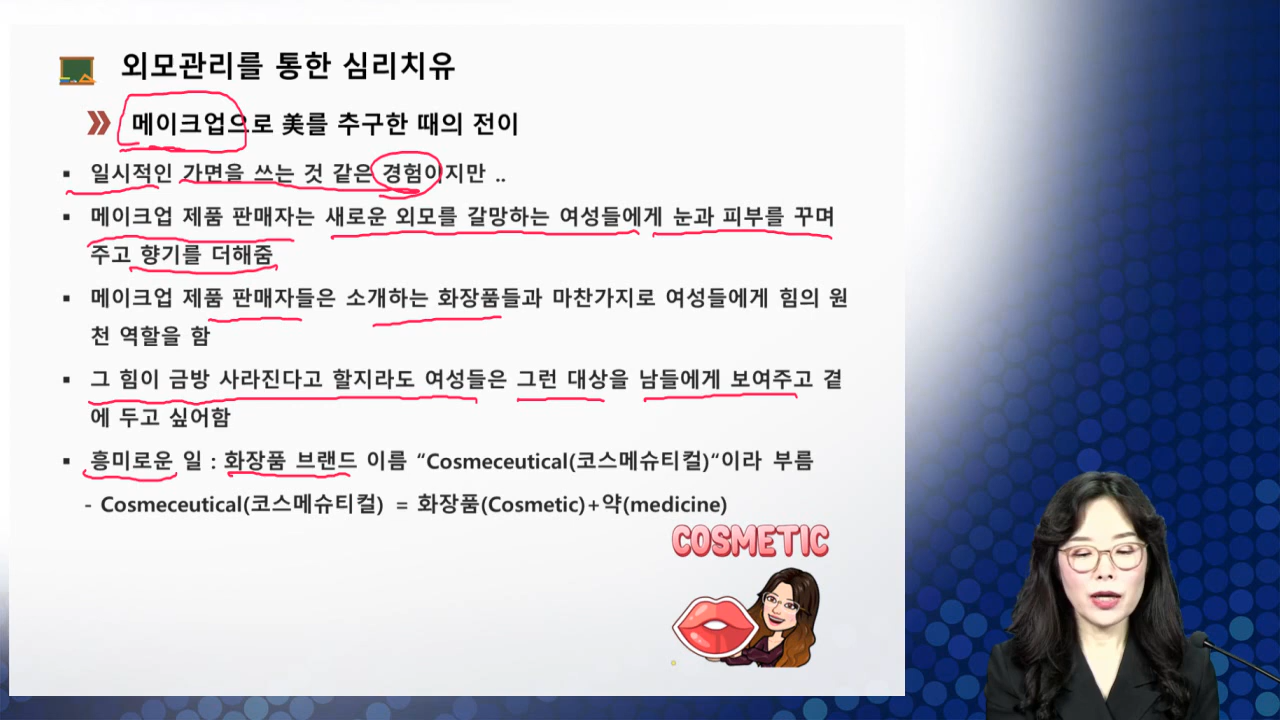 외모관리를 통한 심리치유
메이크업으로 美를 추구한 때의 전이
▪ 일시적인 가면을 쓰는 것 같은 경험이지만 ..
▪ 메이크업 제품 판매자는 새로운 외모를 갈망하는 여성들에게 눈과 피부를 꾸며
주고 향기를 더해줌
▪ 메이크업 제품 판매자들은 소개하는 화장품들과 마찬가지로 여성들에게 힘의 원
천 역할을 함
▪ 그 힘이 금방 사라진다고 할지라도 여성들은 그런 대상을 남들에게 보여주고 곁
에 두고 싶어함
▪ 흥미로운 일 : 화장품 브랜드 이름 “Cosmeceutical(코스메슈티컬)“이라 부름
- Cosmeceutical(코스메슈티컬) = 화장품(Cosmetic)+약(medicine)
COSMETIC